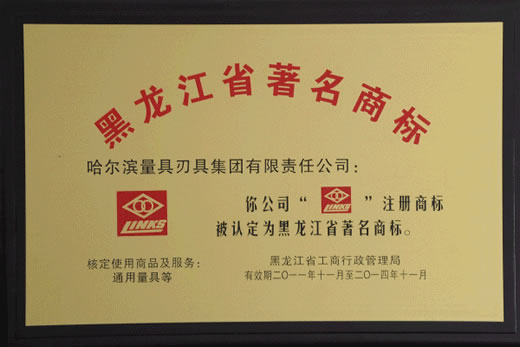 黑龙江省著名商标
哈尔滨量具刃具集团有限责任公司：
LINKS
你公司“LINKS”注册商标
被认定为黑龙江省著名商标。
核定使用商品及服务：
通用量具等
黑龙江省工商行政管理局
有效期二○一一年十一月至二○一四年十一月